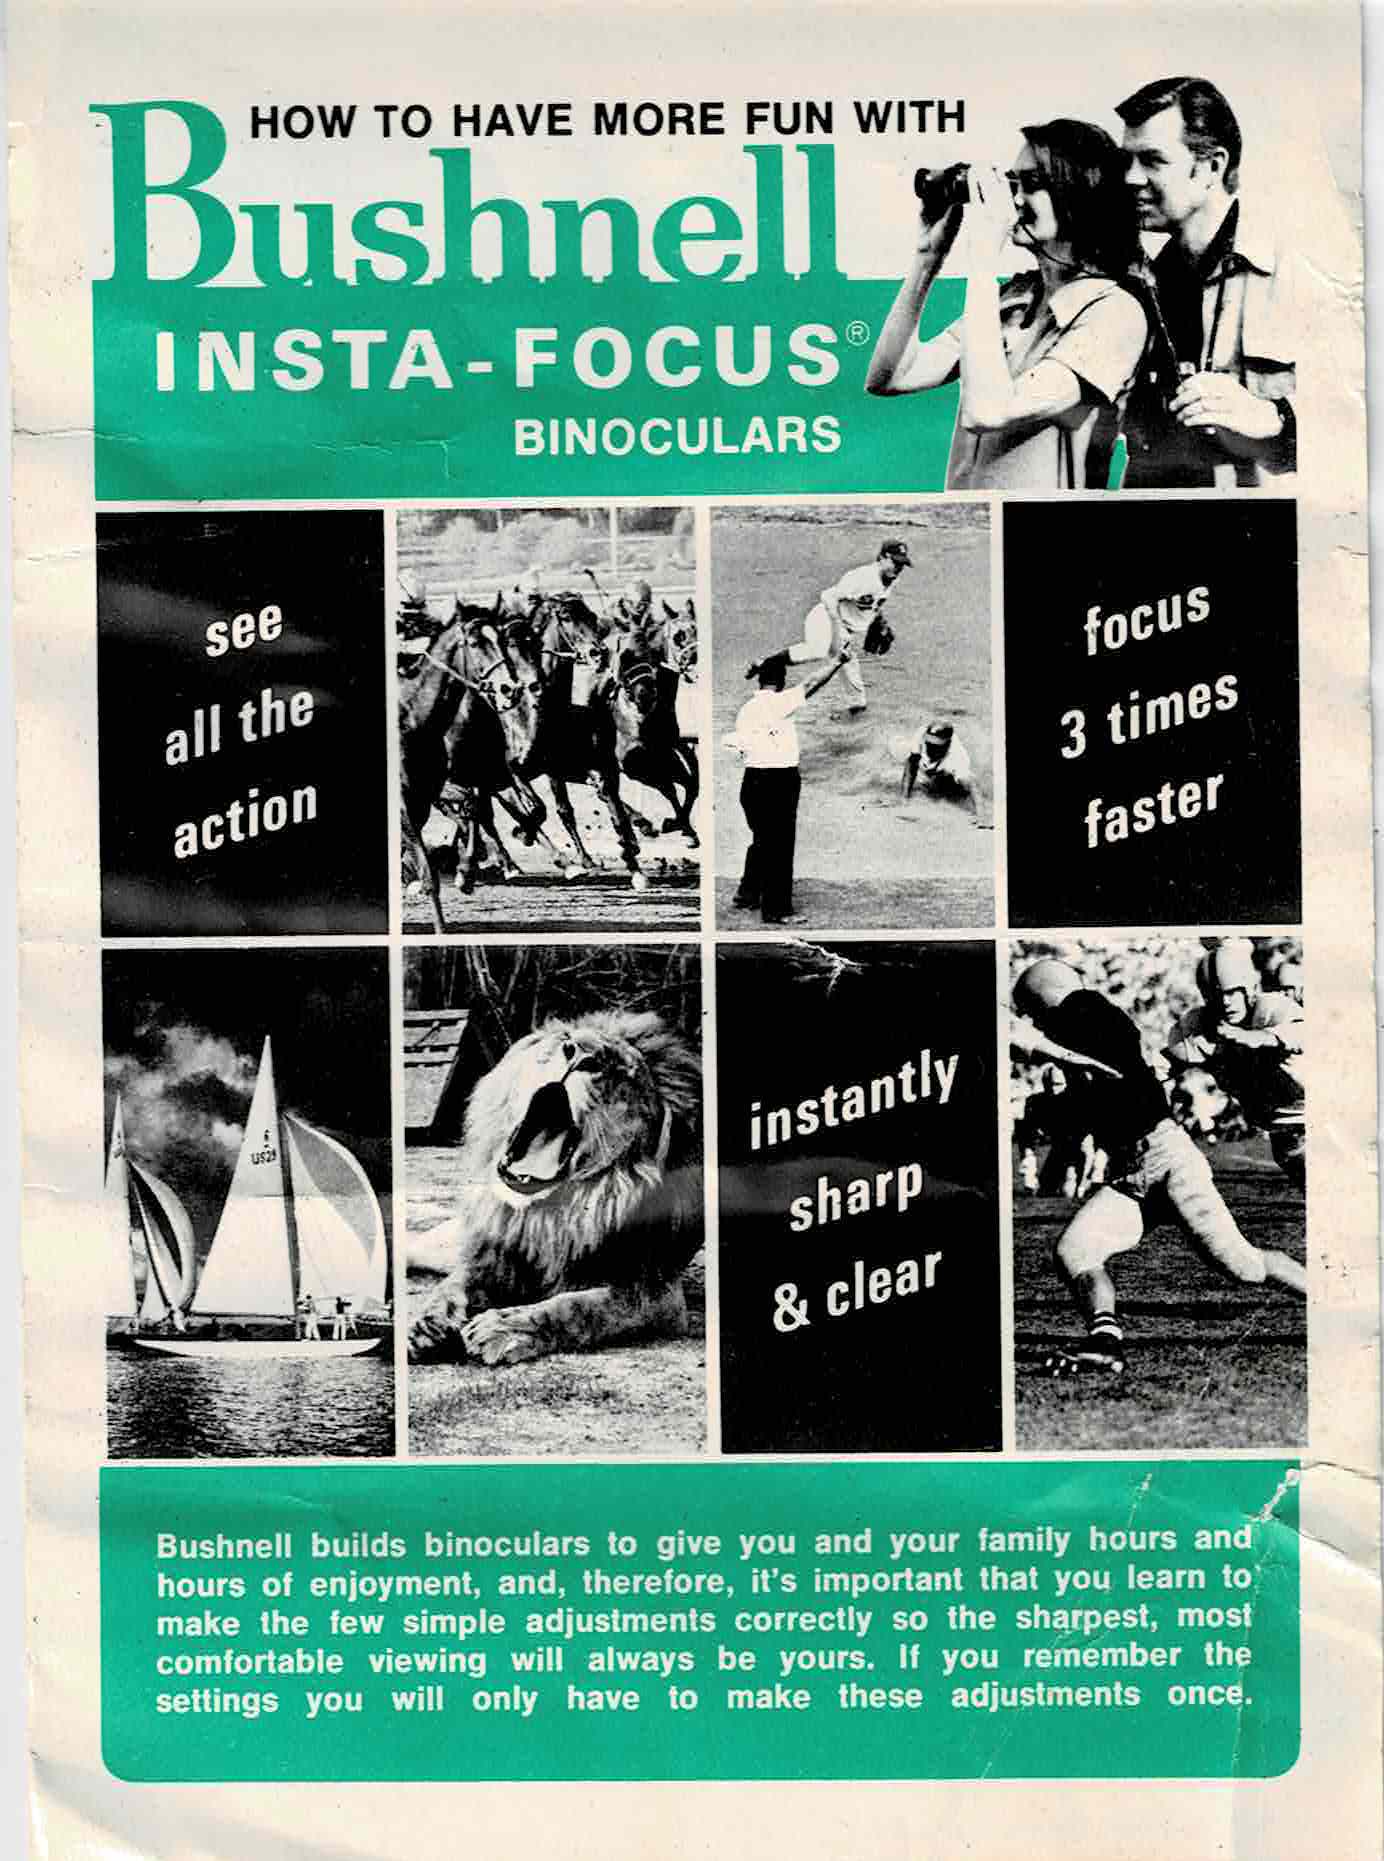 HOW TO HAVE MORE FUN WITH
Bushnell
INSTA-FOCUS®
BINOCULARS
see
all the
action
focus
3 times
faster
6
US29
instantly
sharp
& clear
Bushnell builds binoculars to give you and your family hours and
hours of enjoyment, and, therefore, it's important that you learn to
make the few simple adjustments correctly so the sharpest, most
comfortable viewing will always be yours. If you remember the
settings you will only have to make these adjustments once.